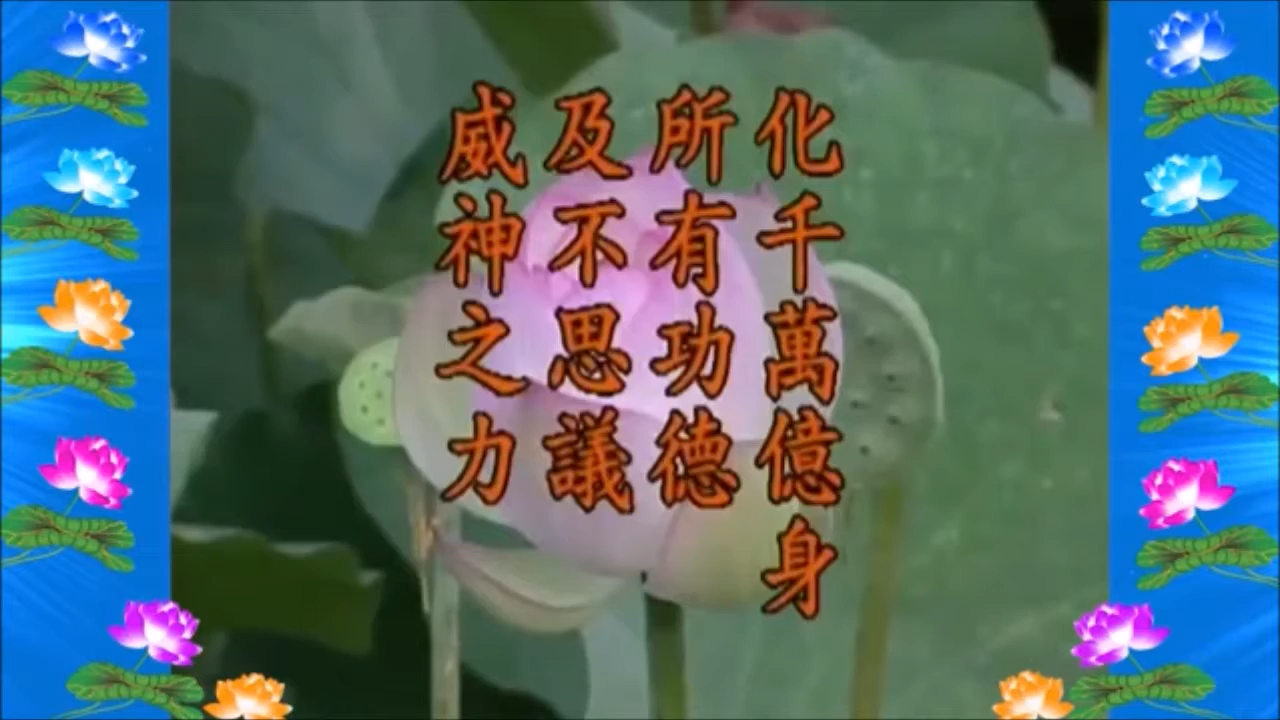 化千萬億身
所有功德
及不思議
威神之力